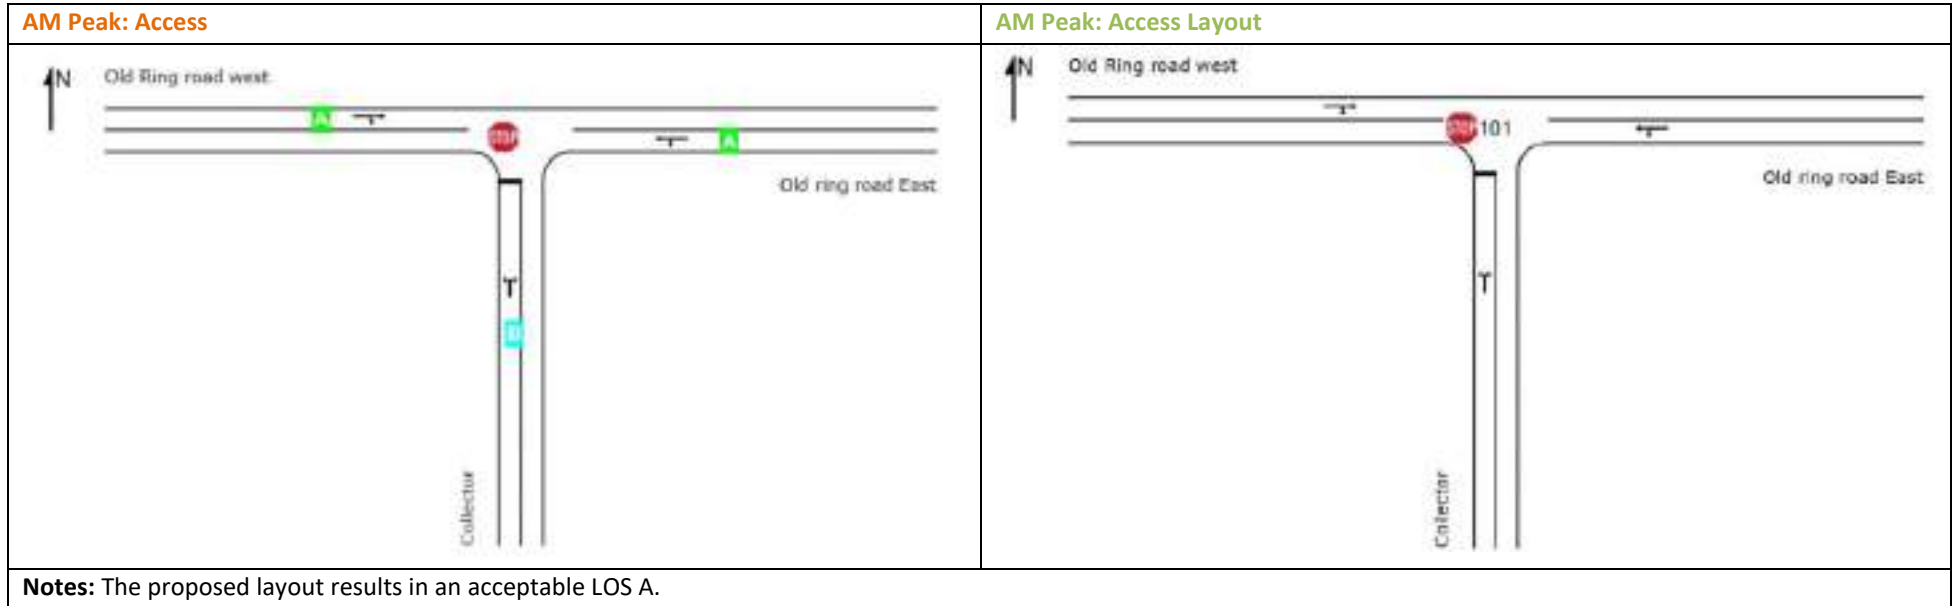 AM Peak: Access
AM Peak: Access Layout
N
Old Ring road west
A
STOP
A
Old ring road East
Collector
N
Old Ring road west
STOP
101
Old ring road East
Collector
Notes: The proposed layout results in an acceptable LOS A.